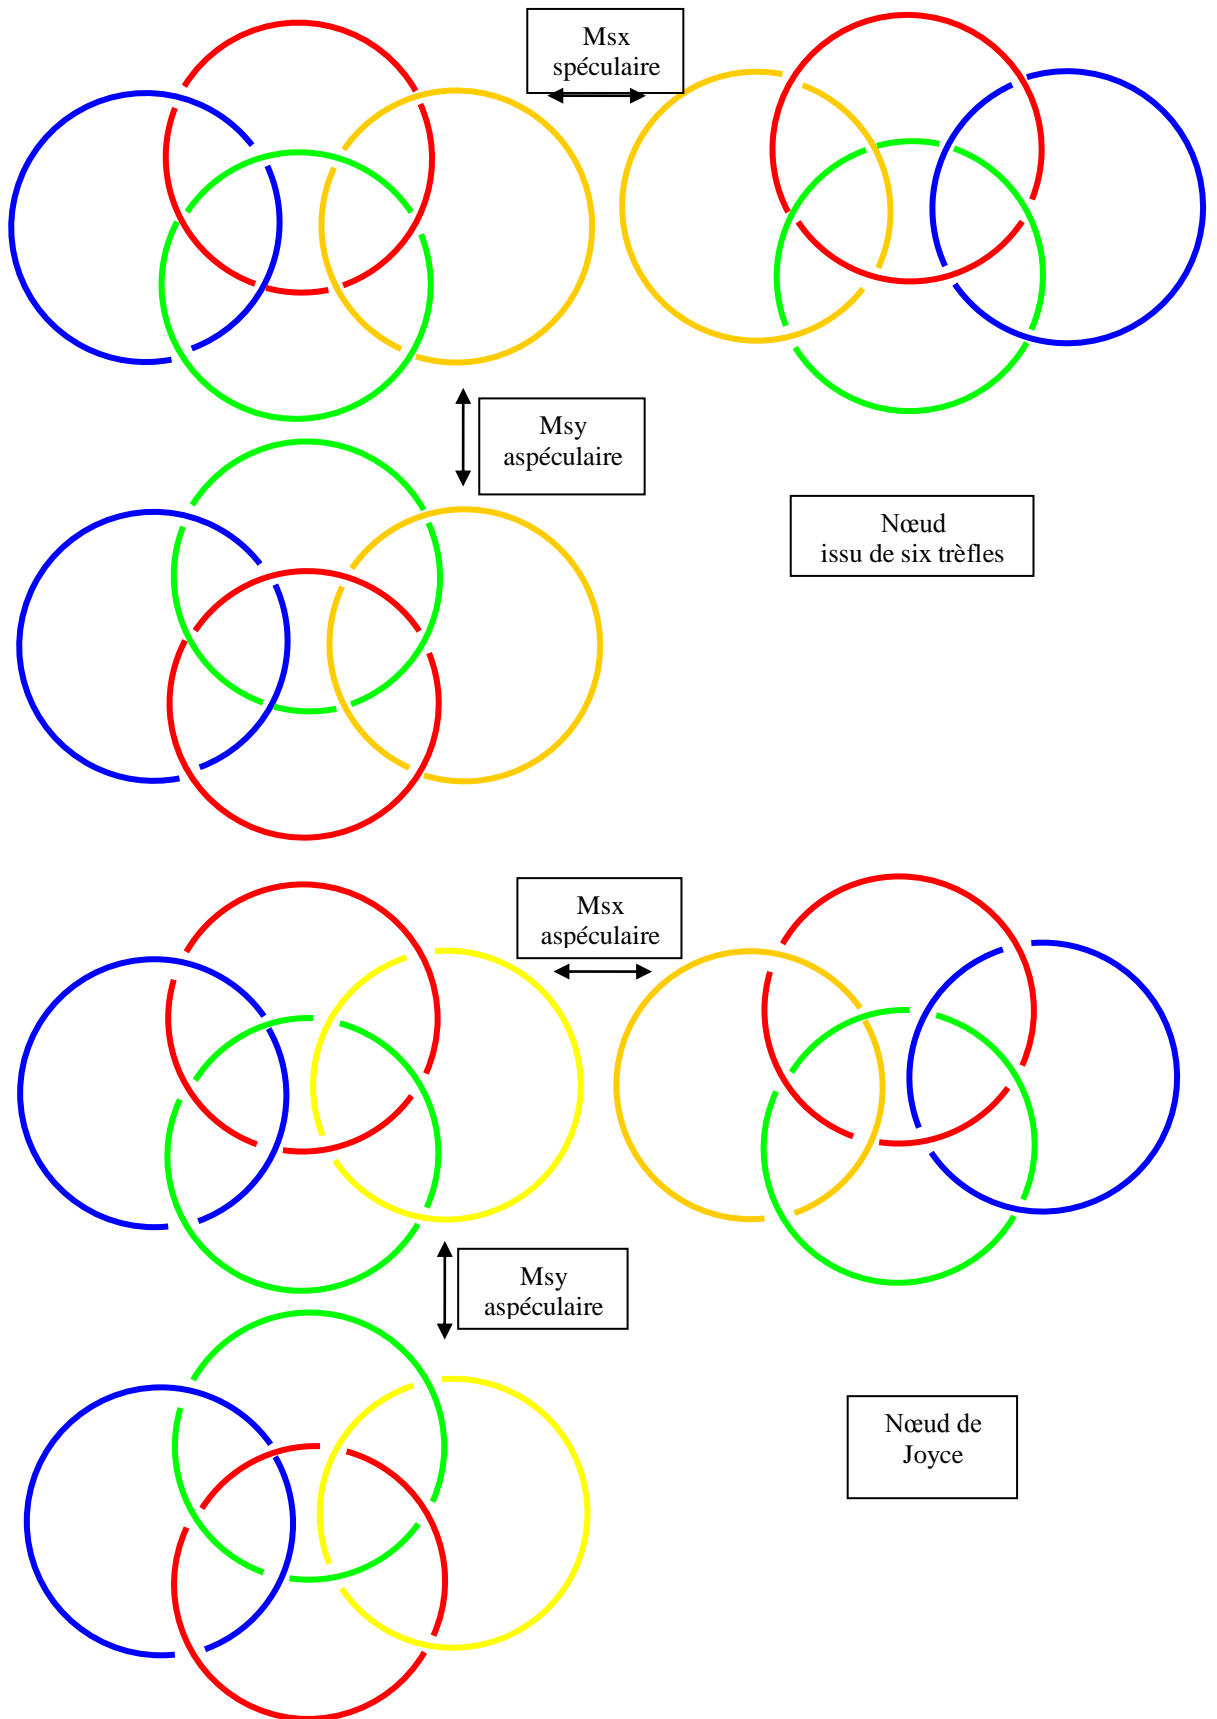 Msx
spéculaire
Msy
aspéculaire
Nœud
issu de six trèfles
Msx
aspéculaire
Msy
aspéculaire
Nœud de
Joyce